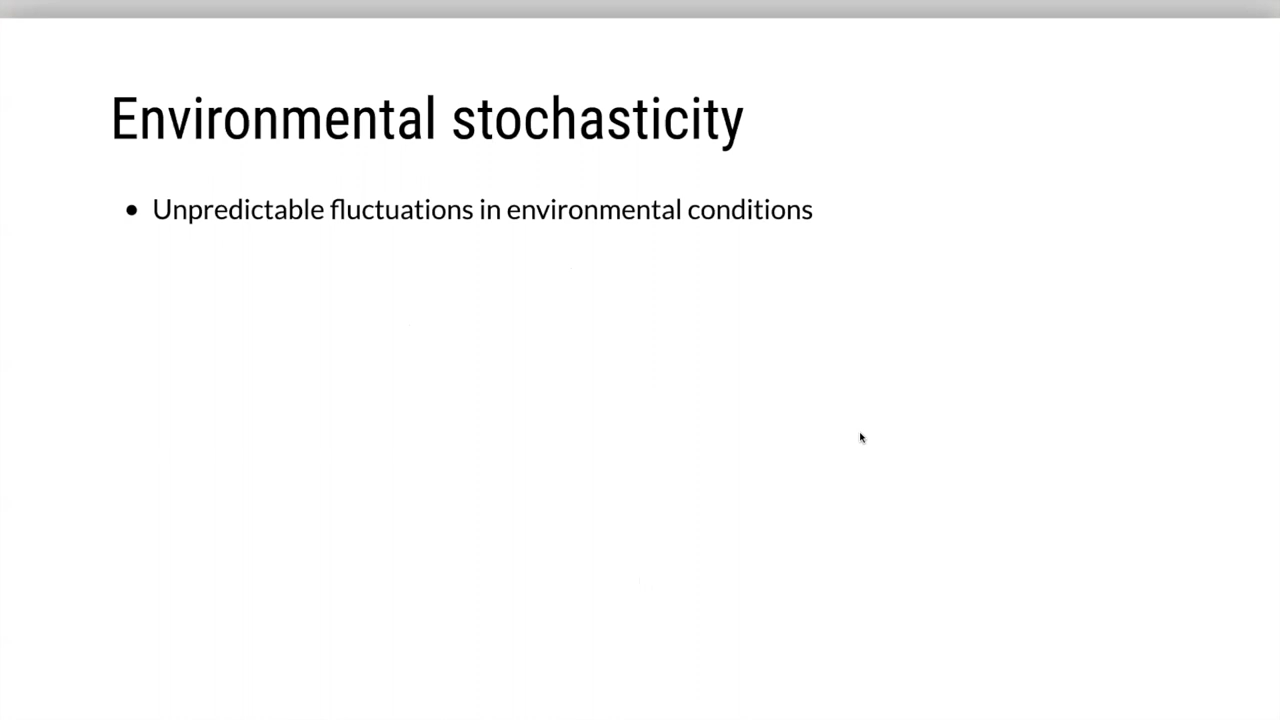 Environmental stochasticity
• Unpredictable fluctuations in environmental conditions